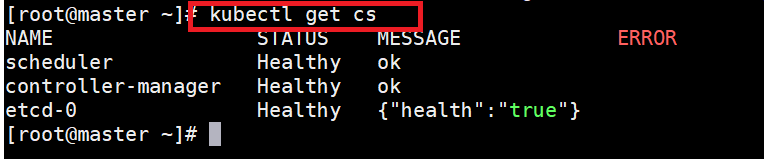 [root@master ~]# kubectl get cs
NAME STATUS MESSAGE ERROR
scheduler Healthy ok
controller-manager Healthy ok
etcd-0 Healthy {"health":"true"}
[root@master ~]#